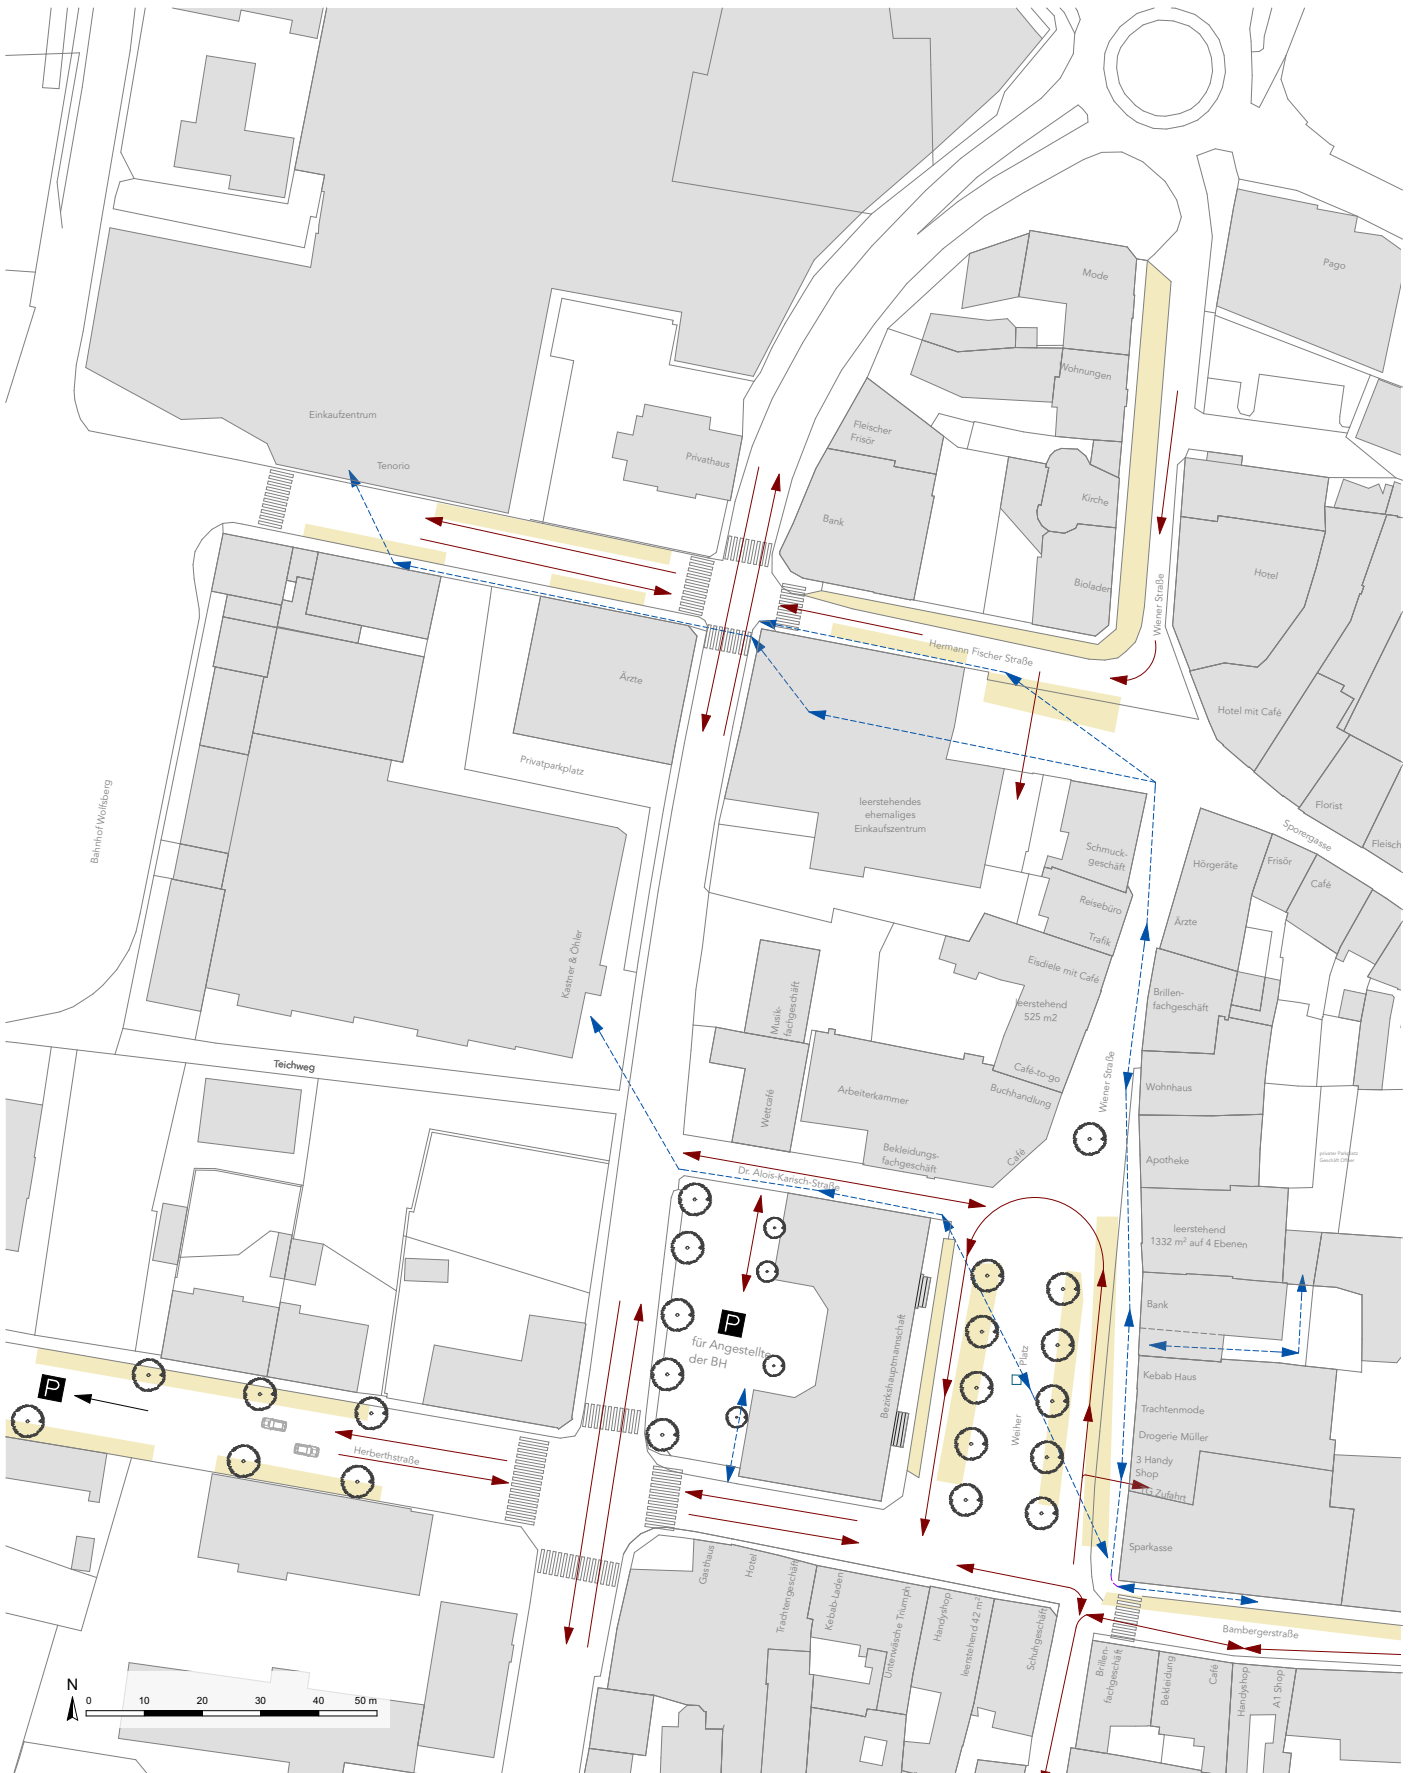 Mode
Pago
Wohnungen
Einkaufzentrum
Fleischer
Frisör
Privathaus
Tenorio
Kirche
Bank
Hotel
Bioladen
Wiener Straße
Hermann Fischer Straße
Ärzte
Hotel mit Café
Privatparkplatz
Bahnhof Wolfsberg
leerstehendes
ehemaliges
Einkaufszentrum
Florist
Sporergasse
Fleisch
Schmuck-
geschäft
Hörgeräte
Frisör
Café
Reisebüro
Ärzte
Trafik
Kastner & Öhler
Eisdiele mit Café
Brillen-
fachgeschäft
Musik-
fachgeschäft
leerstehend
525 m2
Teichweg
Café-to-go
Wiener Straße
Wohnhaus
Arbeiterkammer
Buchhandlung
Wettcafé
Bekleidungs-
fachgeschäft
Café
Apotheke
privater Parkplatz
Geschäft Offner
Dr. Alois-Karisch-Straße
leerstehend
1332 m² auf 4 Ebenen
Bank
P
für Angestellte
der BH
Bezirkshauptmannschaft
Weiher
Platz
Kebab Haus
P
Trachtenmode
Drogerie Müller
Herberthstraße
3 Handy
Shop
TG Zufahrt
Sparkasse
Gasthaus
Hotel
Trachtengeschäft
Kebab-Laden
Unterwäsche Triumph
Handyshop
leerstehend 42 m²
Schuhgeschäft
Bambergerstraße
Brillen-
fachgeschäft
Bekleidung
Café
Handyshop
A1 Shop
N
0 10 20 30 40 50 m